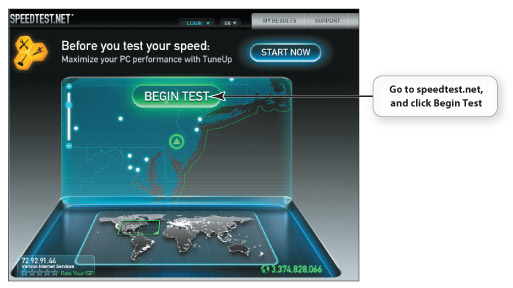 SPEEDTEST.NET
LOGIN
EN
MY RESULTS
SUPPORT
Before you test your speed:
Maximize your PC performance with TuneUp
START NOW
BEGIN TEST
Go to speedtest.net,
and click Begin Test
72.92.91.44
Verizon Internet Services
Rate Your ISP
3,374,828,066